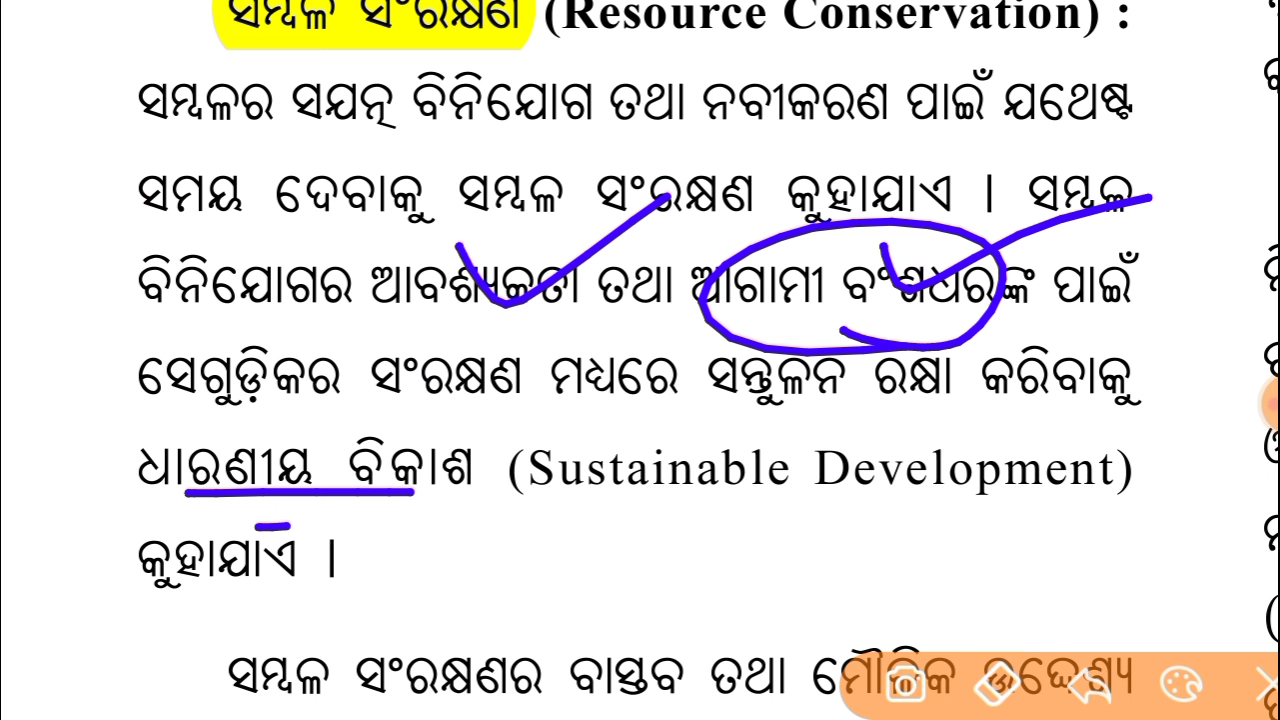 ସମ୍ବଳ ସଂରକ୍ଷଣ (Resource Conservation) :
ସମ୍ବଳର ସଯତ୍ନ ବିନିଯୋଗ ତଥା ନବୀକରଣ ପାଇଁ ଯଥେଷ୍ଟ
ସମୟ ଦେବାକୁ ସମ୍ବଳ ସଂରକ୍ଷଣ କୁହାଯାଏ । ସମ୍ବଳ
ବିନିଯୋଗର ଆବଶ୍ୟକତା ତଥା ଆଗାମୀ ବଂଶଧରଙ୍କ ପାଇଁ
ସେଗୁଡ଼ିକର ସଂରକ୍ଷଣ ମଧ୍ୟରେ ସନ୍ତୁଳନ ରକ୍ଷା କରିବାକୁ
ଧାରଣୀୟ ବିକାଶ (Sustainable Development)
କୁହାଯାଏ ।
ସମ୍ବଳ ସଂରକ୍ଷଣର ବାସ୍ତବ ତଥା ମୌଳିକ ଉଦ୍ଦେଶ୍ୟ